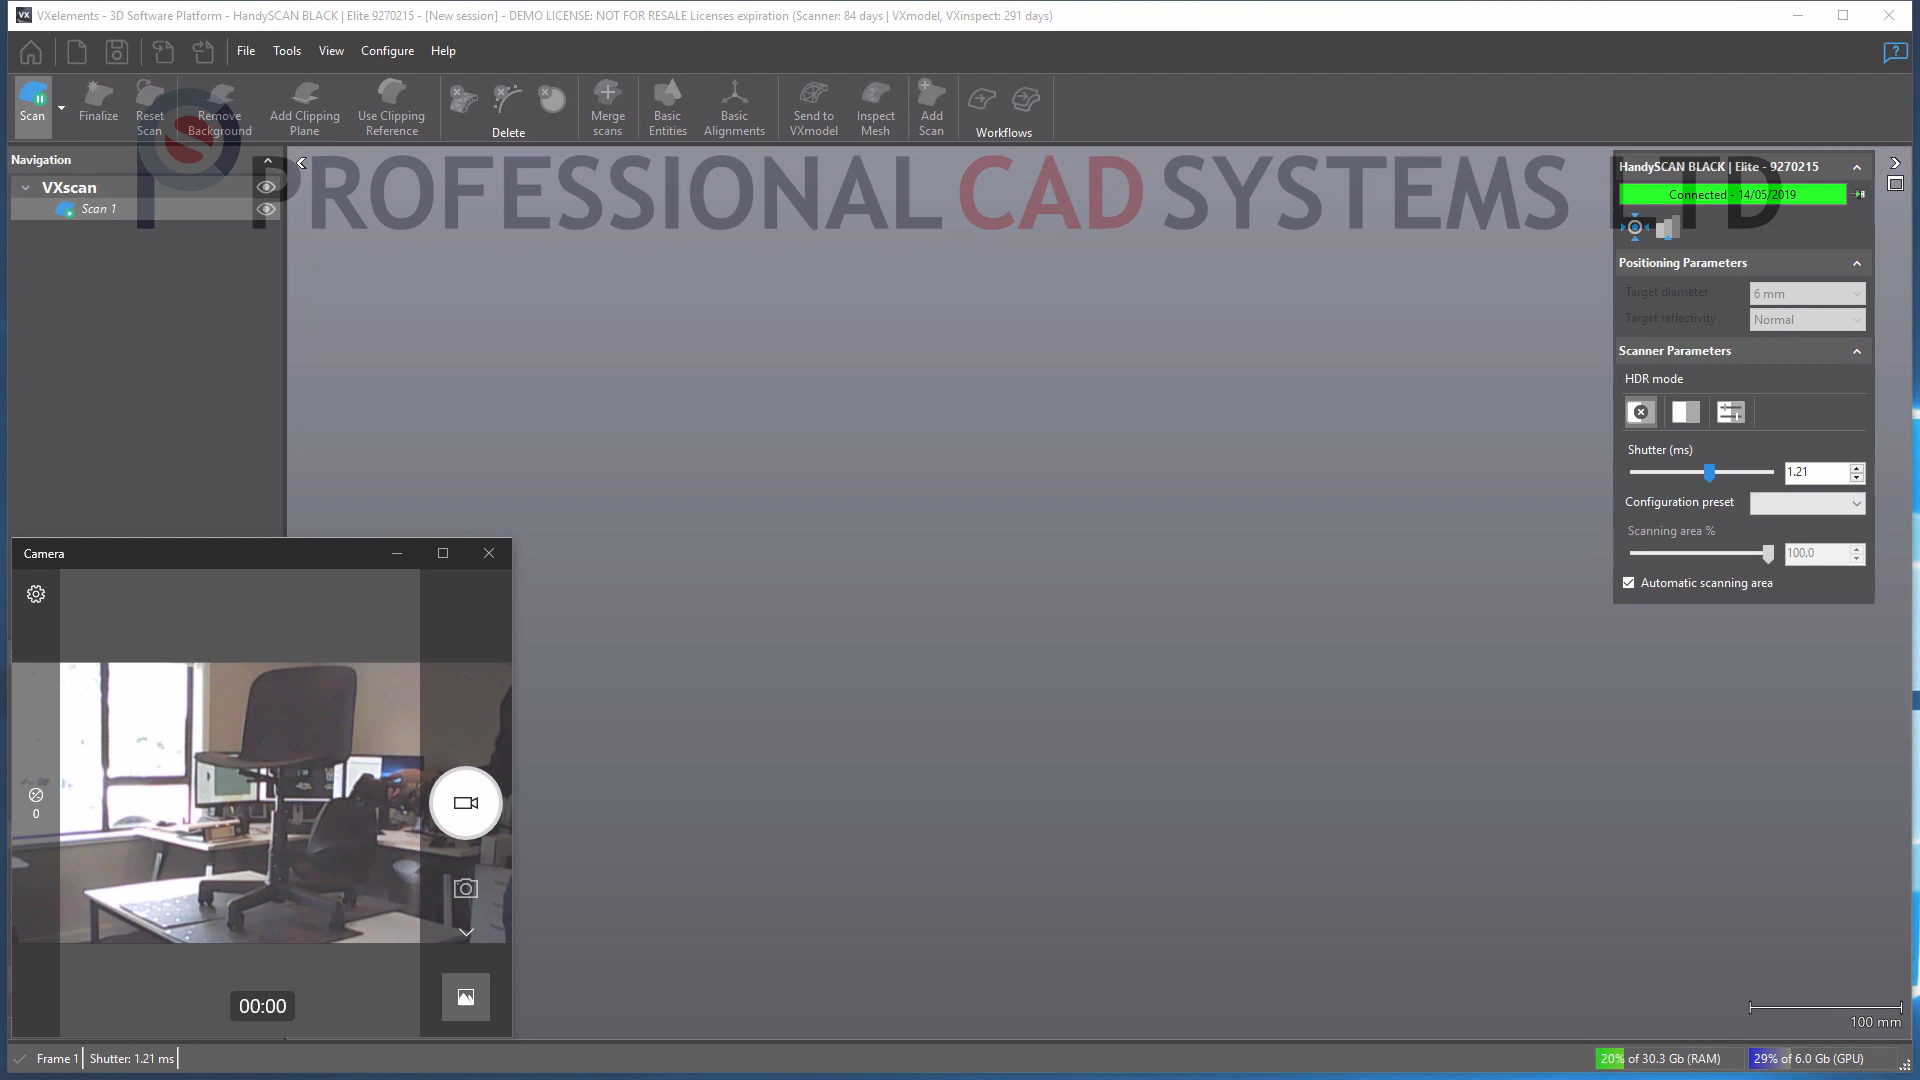 VXelements - 3D Software Platform - HandySCAN BLACK | Elite 9270215 - [New session] - DEMO LICENSE: NOT FOR RESALE Licenses expiration (Scanner: 84 days | VXmodel, VXinspect: 291 days)
File Tools View Configure Help
Scan
Finalize
Reset Scan
Remove Background
Add Clipping Plane
Use Clipping Reference
Delete
Merge scans
Basic Entities
Basic Alignments
Send to VXmodel
Inspect Mesh
Add Scan
Workflows
PROFESSIONAL CAD SYSTEMS LTD
Navigation
VXscan
Scan 1
HandySCAN BLACK | Elite - 9270215
Connected - 14/05/2019
Positioning Parameters
Target diameter 6 mm
Target reflectivity Normal
Scanner Parameters
HDR mode
Shutter (ms)
1.21
Configuration preset
Scanning area %
100.0
Automatic scanning area
Camera
0
00:00
100 mm
Frame 1 Shutter: 1.21 ms
20% of 30.3 Gb (RAM)
29% of 6.0 Gb (GPU)